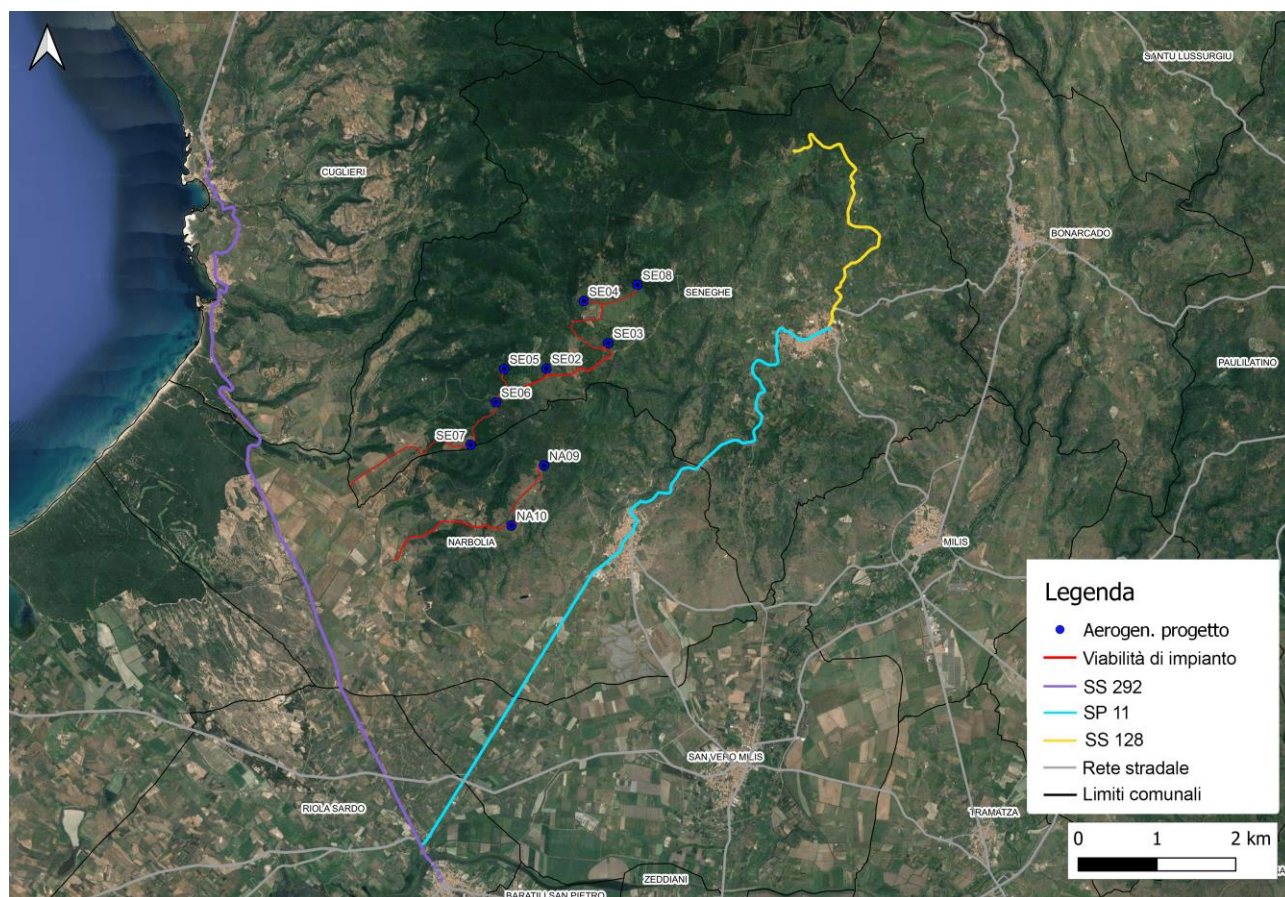 SANTU LUSSURGIU
CUGLIERI
BONARCADO
SE08
SENEGHE
SE04
SE03
PAULILATINO
SE05
SE02
SE06
SE07
NA09
NA10
NARBOLIA
MILIS
Legenda
Aerogen. progetto
Viabilità di impianto
SS 292
SP 11
SS 128
Rete stradale
Limiti comunali
0 1 2 km
SAN VERO MILIS
RIOLA SARDO
TRAMATZA
ZEDDIANI
BARATILI SAN PIETRO